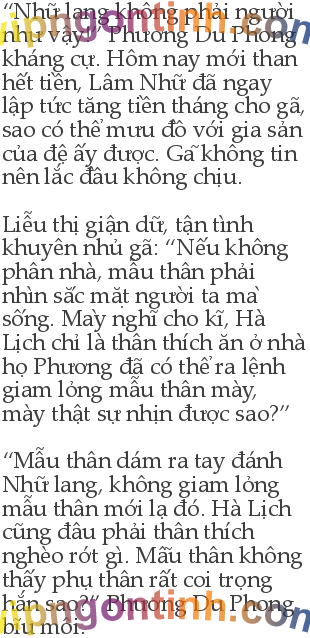 “Nhữ lang không phải người
như vậy!” Phương Du Phong
kháng cự. Hôm nay mới than
hết tiền, Lâm Nhữ đã ngay
lập tức tăng tiền tháng cho gã,
sao có thể mưu đồ với gia sản
của đệ ấy được. Gã không tin
nên lắc đầu không chịu.

Liễu thị giận dữ, tận tình
khuyên nhủ gã: “Nếu không
phân nhà, mẫu thân phải
nhìn sắc mặt người ta mà
sống. Mày nghĩ cho kĩ, Hà
Lịch chỉ là thân thích ăn ở nhà
họ Phương đã có thể ra lệnh
giam lỏng mẫu thân mày,
mày thật sự nhịn được sao?”

“Mẫu thân dám ra tay đánh
Nhữ lang, không giam lỏng
mẫu thân mới lạ đó. Hà Lịch
cũng đâu phải thân thích
nghèo rớt gì. Mẫu thân không
thấy phụ thân rất coi trọng
hắn sao?” Phương Du Phong
bĩu môi.